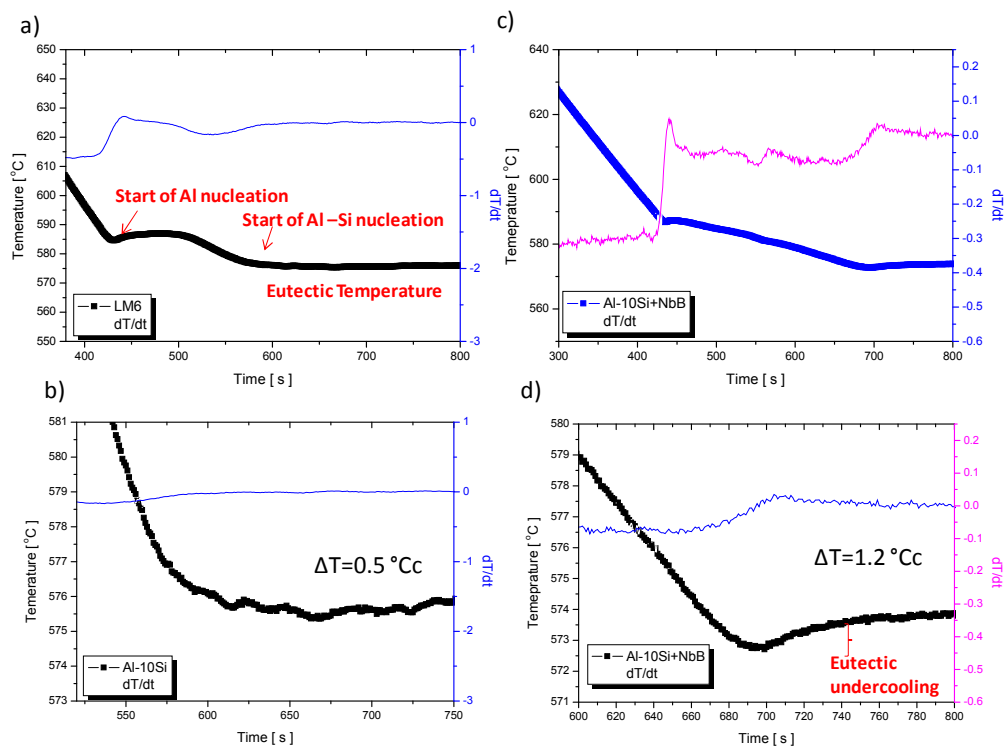 a)
650
640
630
620
610
600
590
580
570
560
550
Temerature [°C]
400
500
600
700
800
Time [ s ]
1
0
-1
-2
-3
dT/dt
Start of Al nucleation
Start of Al –Si nucleation
Eutectic Temperature
LM6
dT/dt
c)
640
620
600
580
560
Temeprature [°C]
300
400
500
600
700
800
Time [ s ]
0.2
0.1
0.0
-0.1
-0.2
-0.3
-0.4
-0.5
-0.6
dT/dt
Al-10Si+NbB
dT/dt
b)
581
580
579
578
577
576
575
574
573
Temerature [°C]
550
600
650
700
750
Time [ s ]
1
0
-1
-2
-3
dT/dt
ΔT=0.5 °Cc
Al-10Si
dT/dt
d)
580
579
578
577
576
575
574
573
572
571
Temeprature [°C]
600
620
640
660
680
700
720
740
760
780
800
Time [ s ]
0.2
0.1
0.0
-0.1
-0.2
-0.3
-0.4
-0.5
-0.6
dT/dt
ΔT=1.2 °Cc
Eutectic
undercooling
Al-10Si+NbB
dT/dt